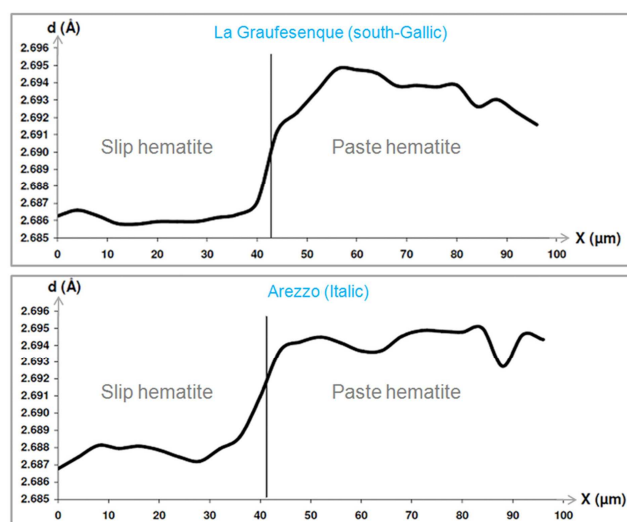 La Graufesenque (south-Gallic)
d (Å)
2.696
2.695
2.694
2.693
2.692
2.691
2.690
2.689
2.688
2.687
2.686
2.685
Slip hematite
Paste hematite
0 10 20 30 40 50 60 70 80 90 100
X (µm)
Arezzo (Italic)
d (Å)
2.696
2.695
2.694
2.693
2.692
2.691
2.690
2.689
2.688
2.687
2.686
2.685
Slip hematite
Paste hematite
0 10 20 30 40 50 60 70 80 90 100
X (µm)